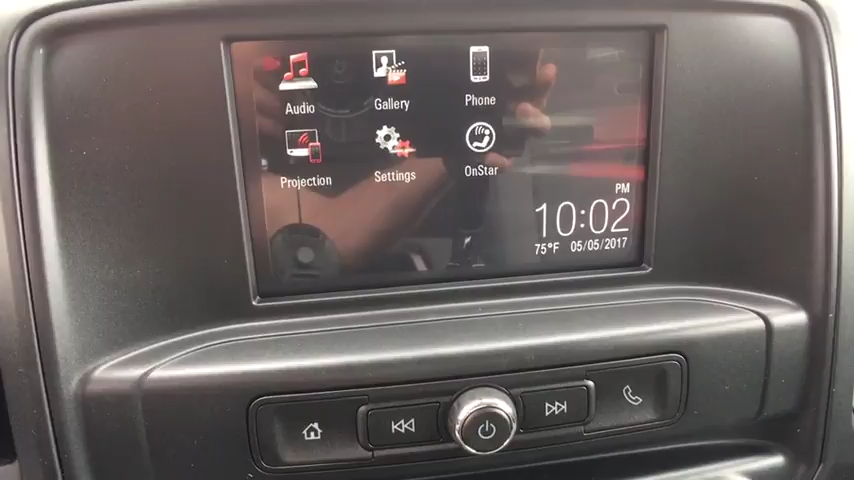 Audio
Gallery
Phone
Projection
Settings
OnStar
PM
10:02
75°F 05/05/2017